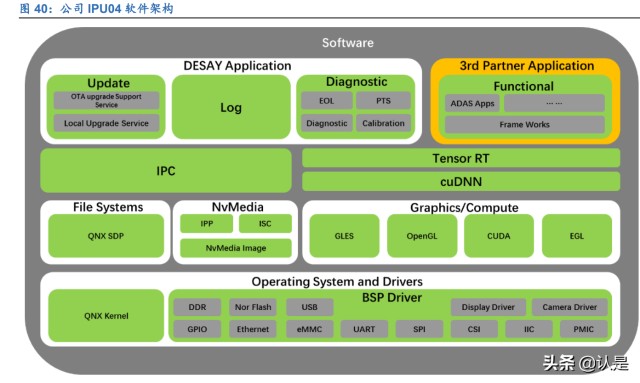 图 40：公司 IPU04 软件架构
Software
DESAY Application
3rd Partner Application
Update
OTA upgrade Support
Service
Local Upgrade Service
Log
Diagnostic
EOL
PTS
Diagnostic
Calibration
Functional
ADAS Apps
... ...
Frame Works
IPC
Tensor RT
cuDNN
File Systems
QNX SDP
NvMedia
IPP
ISC
NvMedia Image
Graphics/Compute
GLES
OpenGL
CUDA
EGL
Operating System and Drivers
QNX Kernel
BSP Driver
DDR
Nor Flash
USB
Display Driver
Camera Driver
GPIO
Ethernet
eMMC
UART
SPI
CSI
IIC
PMIC
头条 @认是